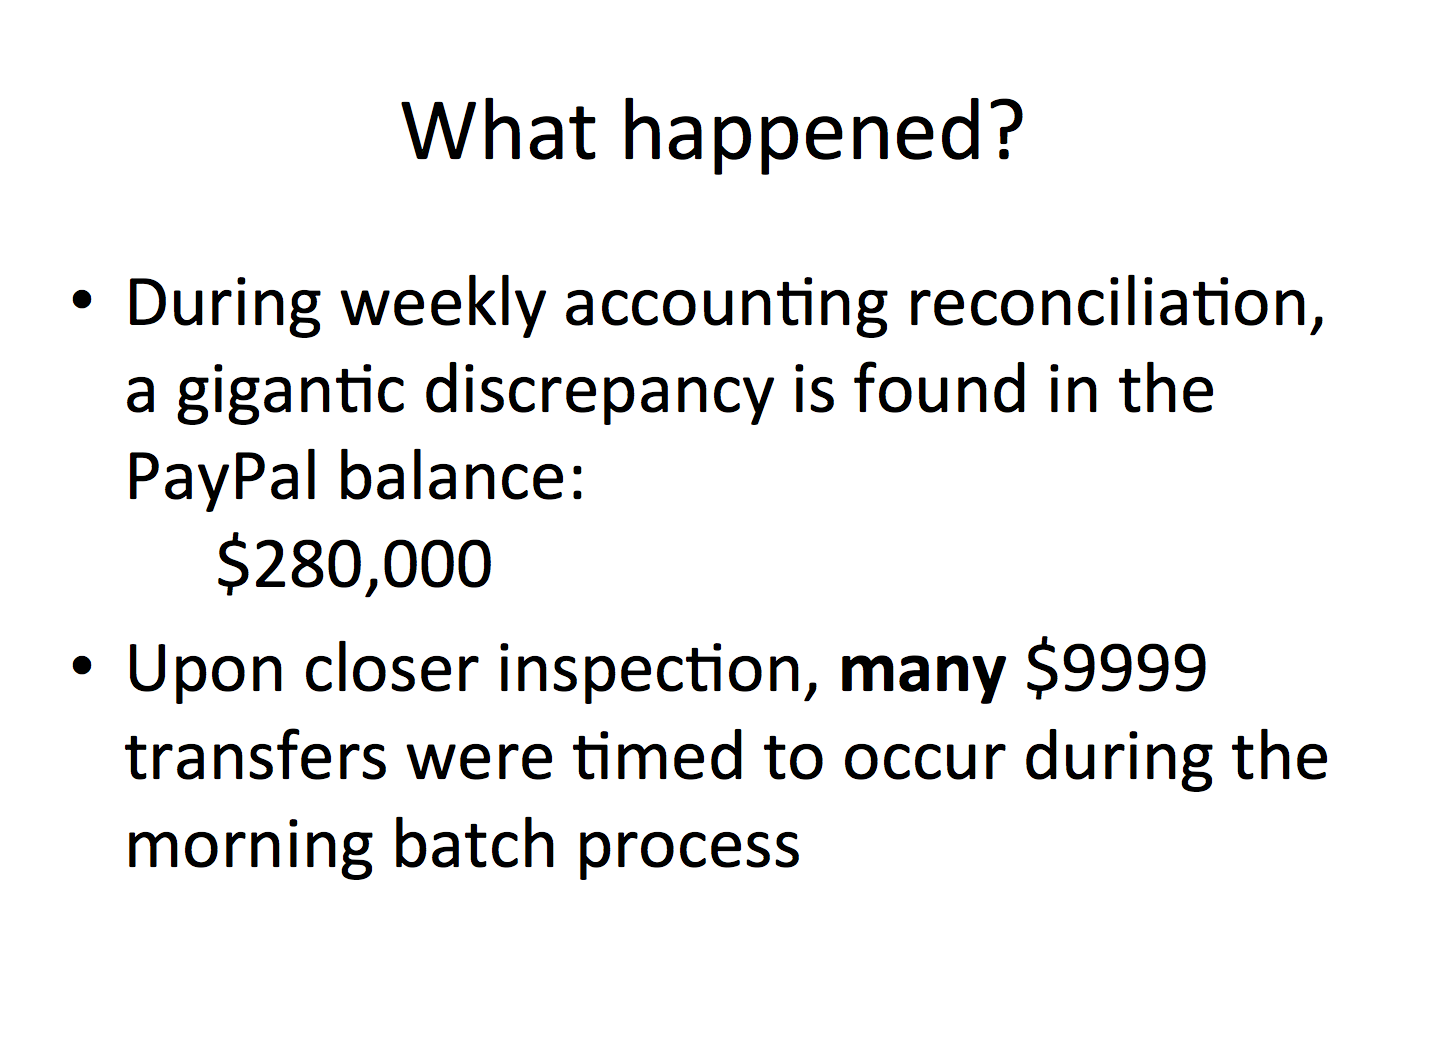 What happened?
• During weekly accounting reconciliation,
a gigantic discrepancy is found in the
PayPal balance:
$280,000
• Upon closer inspection, many $9999
transfers were timed to occur during the
morning batch process